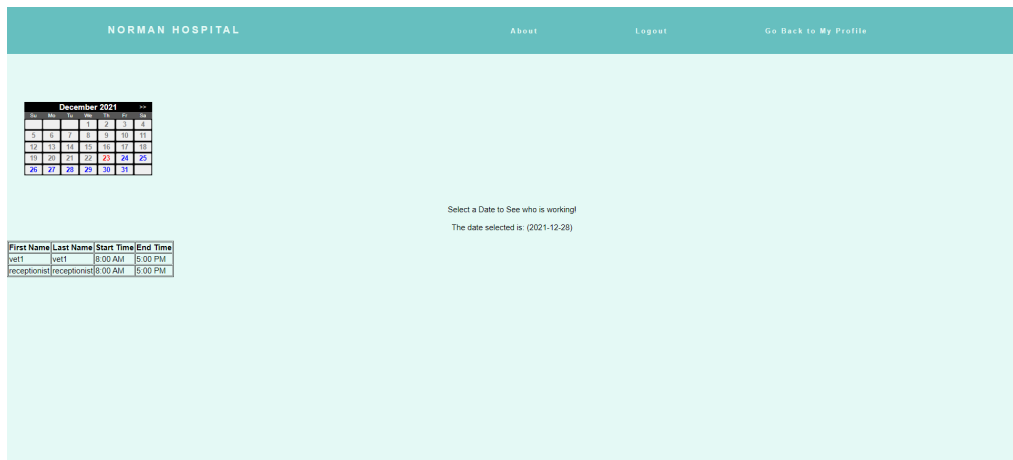 NORMAN HOSPITAL About Logout Go Back to My Profile
December 2021 >>
Su Mo Tu We Th Fr Sa
1 2 3 4
5 6 7 8 9 10 11
12 13 14 15 16 17 18
19 20 21 22 23 24 25
26 27 28 29 30 31
Select a Date to See who is working!
The date selected is: (2021-12-28)
First Name Last Name Start Time End Time
vet1 vet1 8:00 AM 5:00 PM
receptionist receptionist 8:00 AM 5:00 PM